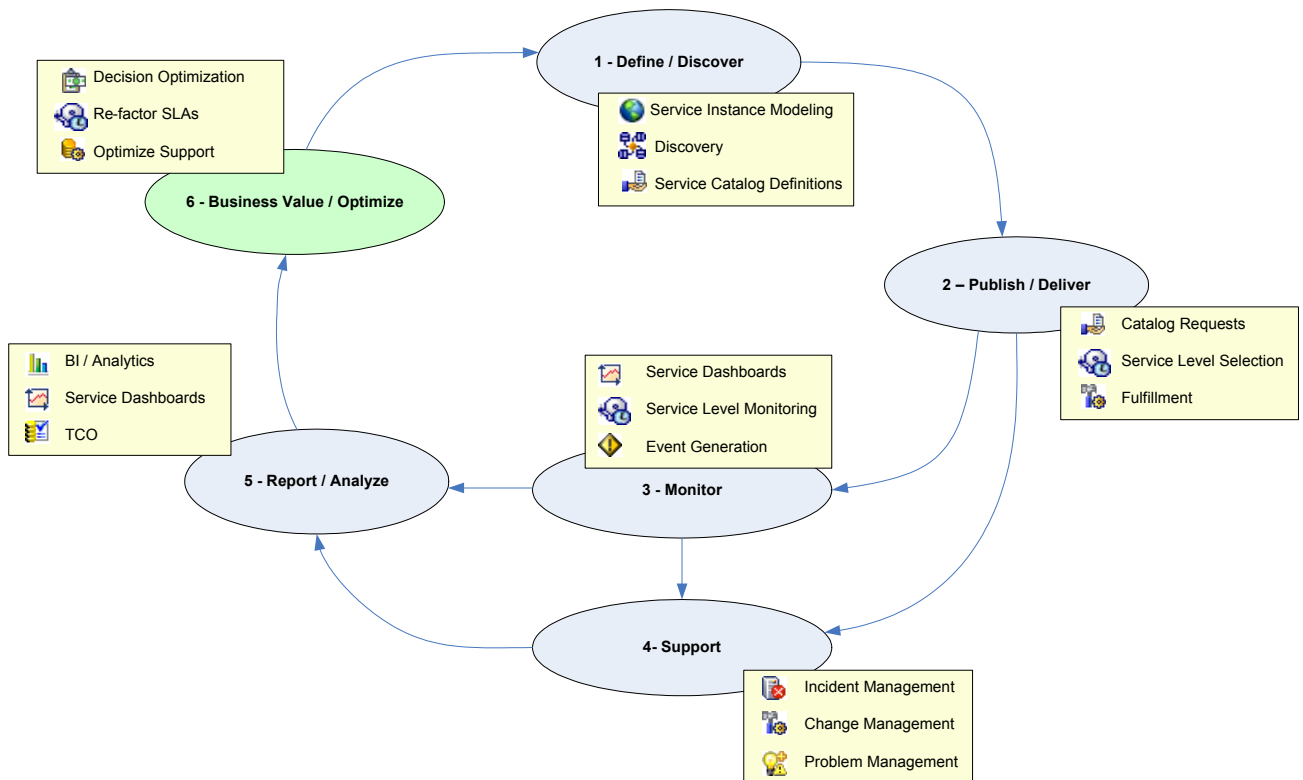 1 - Define / Discover
Service Instance Modeling
Discovery
Service Catalog Definitions
Decision Optimization
Re-factor SLAs
Optimize Support
6 - Business Value / Optimize
2 – Publish / Deliver
Catalog Requests
Service Level Selection
Fulfillment
BI / Analytics
Service Dashboards
TCO
5 - Report / Analyze
Service Dashboards
Service Level Monitoring
Event Generation
3 - Monitor
4- Support
Incident Management
Change Management
Problem Management